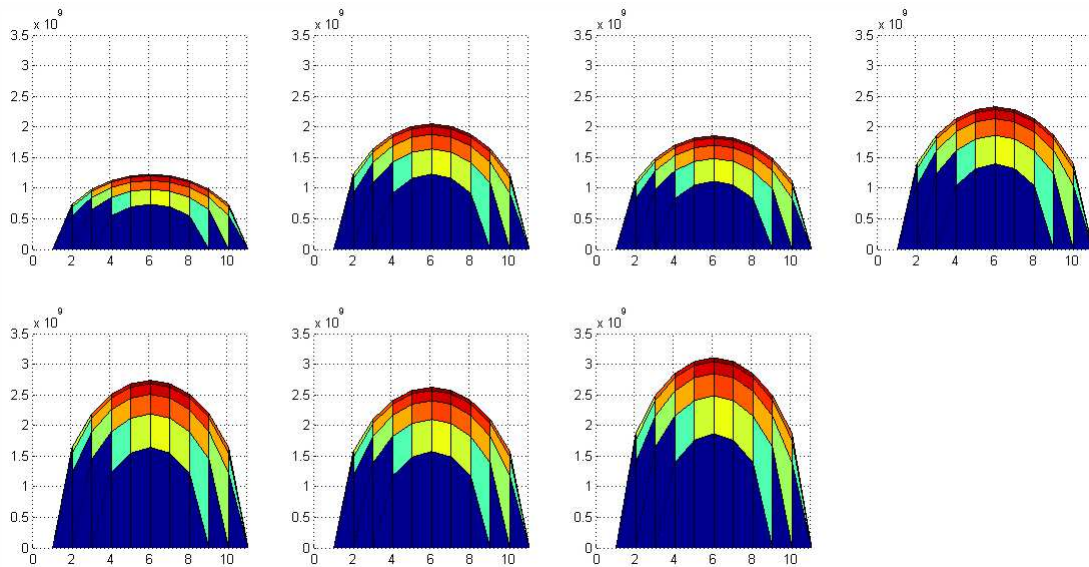 x 10^9 x 10^9 x 10^9 x 10^9
3.5 3.5 3.5 3.5
3 3 3 3
2.5 2.5 2.5 2.5
2 2 2 2
1.5 1.5 1.5 1.5
1 1 1 1
0.5 0.5 0.5 0.5
0 0 0 0
0 2 4 6 8 10 0 2 4 6 8 10 0 2 4 6 8 10 0 2 4 6 8 10
x 10^9 x 10^9 x 10^9
3.5 3.5 3.5
3 3 3
2.5 2.5 2.5
2 2 2
1.5 1.5 1.5
1 1 1
0.5 0.5 0.5
0 0 0
0 2 4 6 8 10 0 2 4 6 8 10 0 2 4 6 8 10